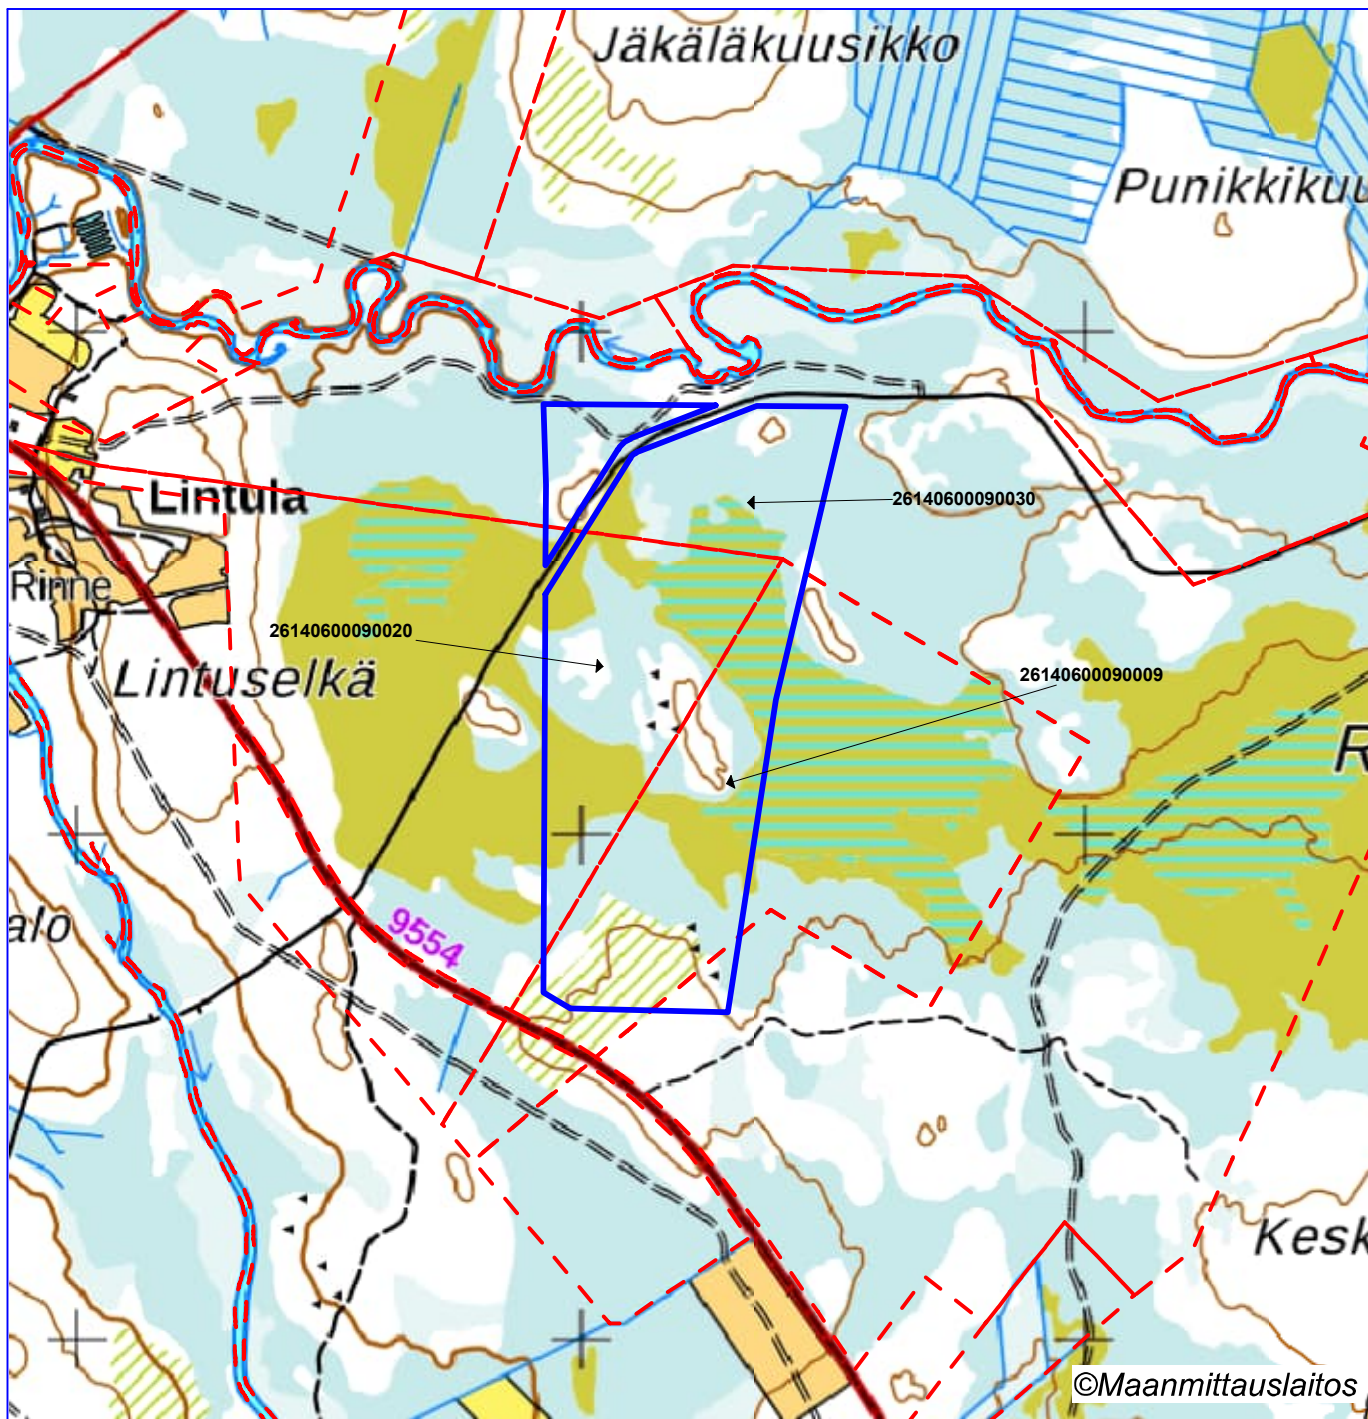 Jäkäläkuusikko
Punikkikuu
Lintula
26140600090030
Rinne
26140600090020
Lintuselkä
26140600090009
R
alo
9554
Kesk
©Maanmittauslaitos